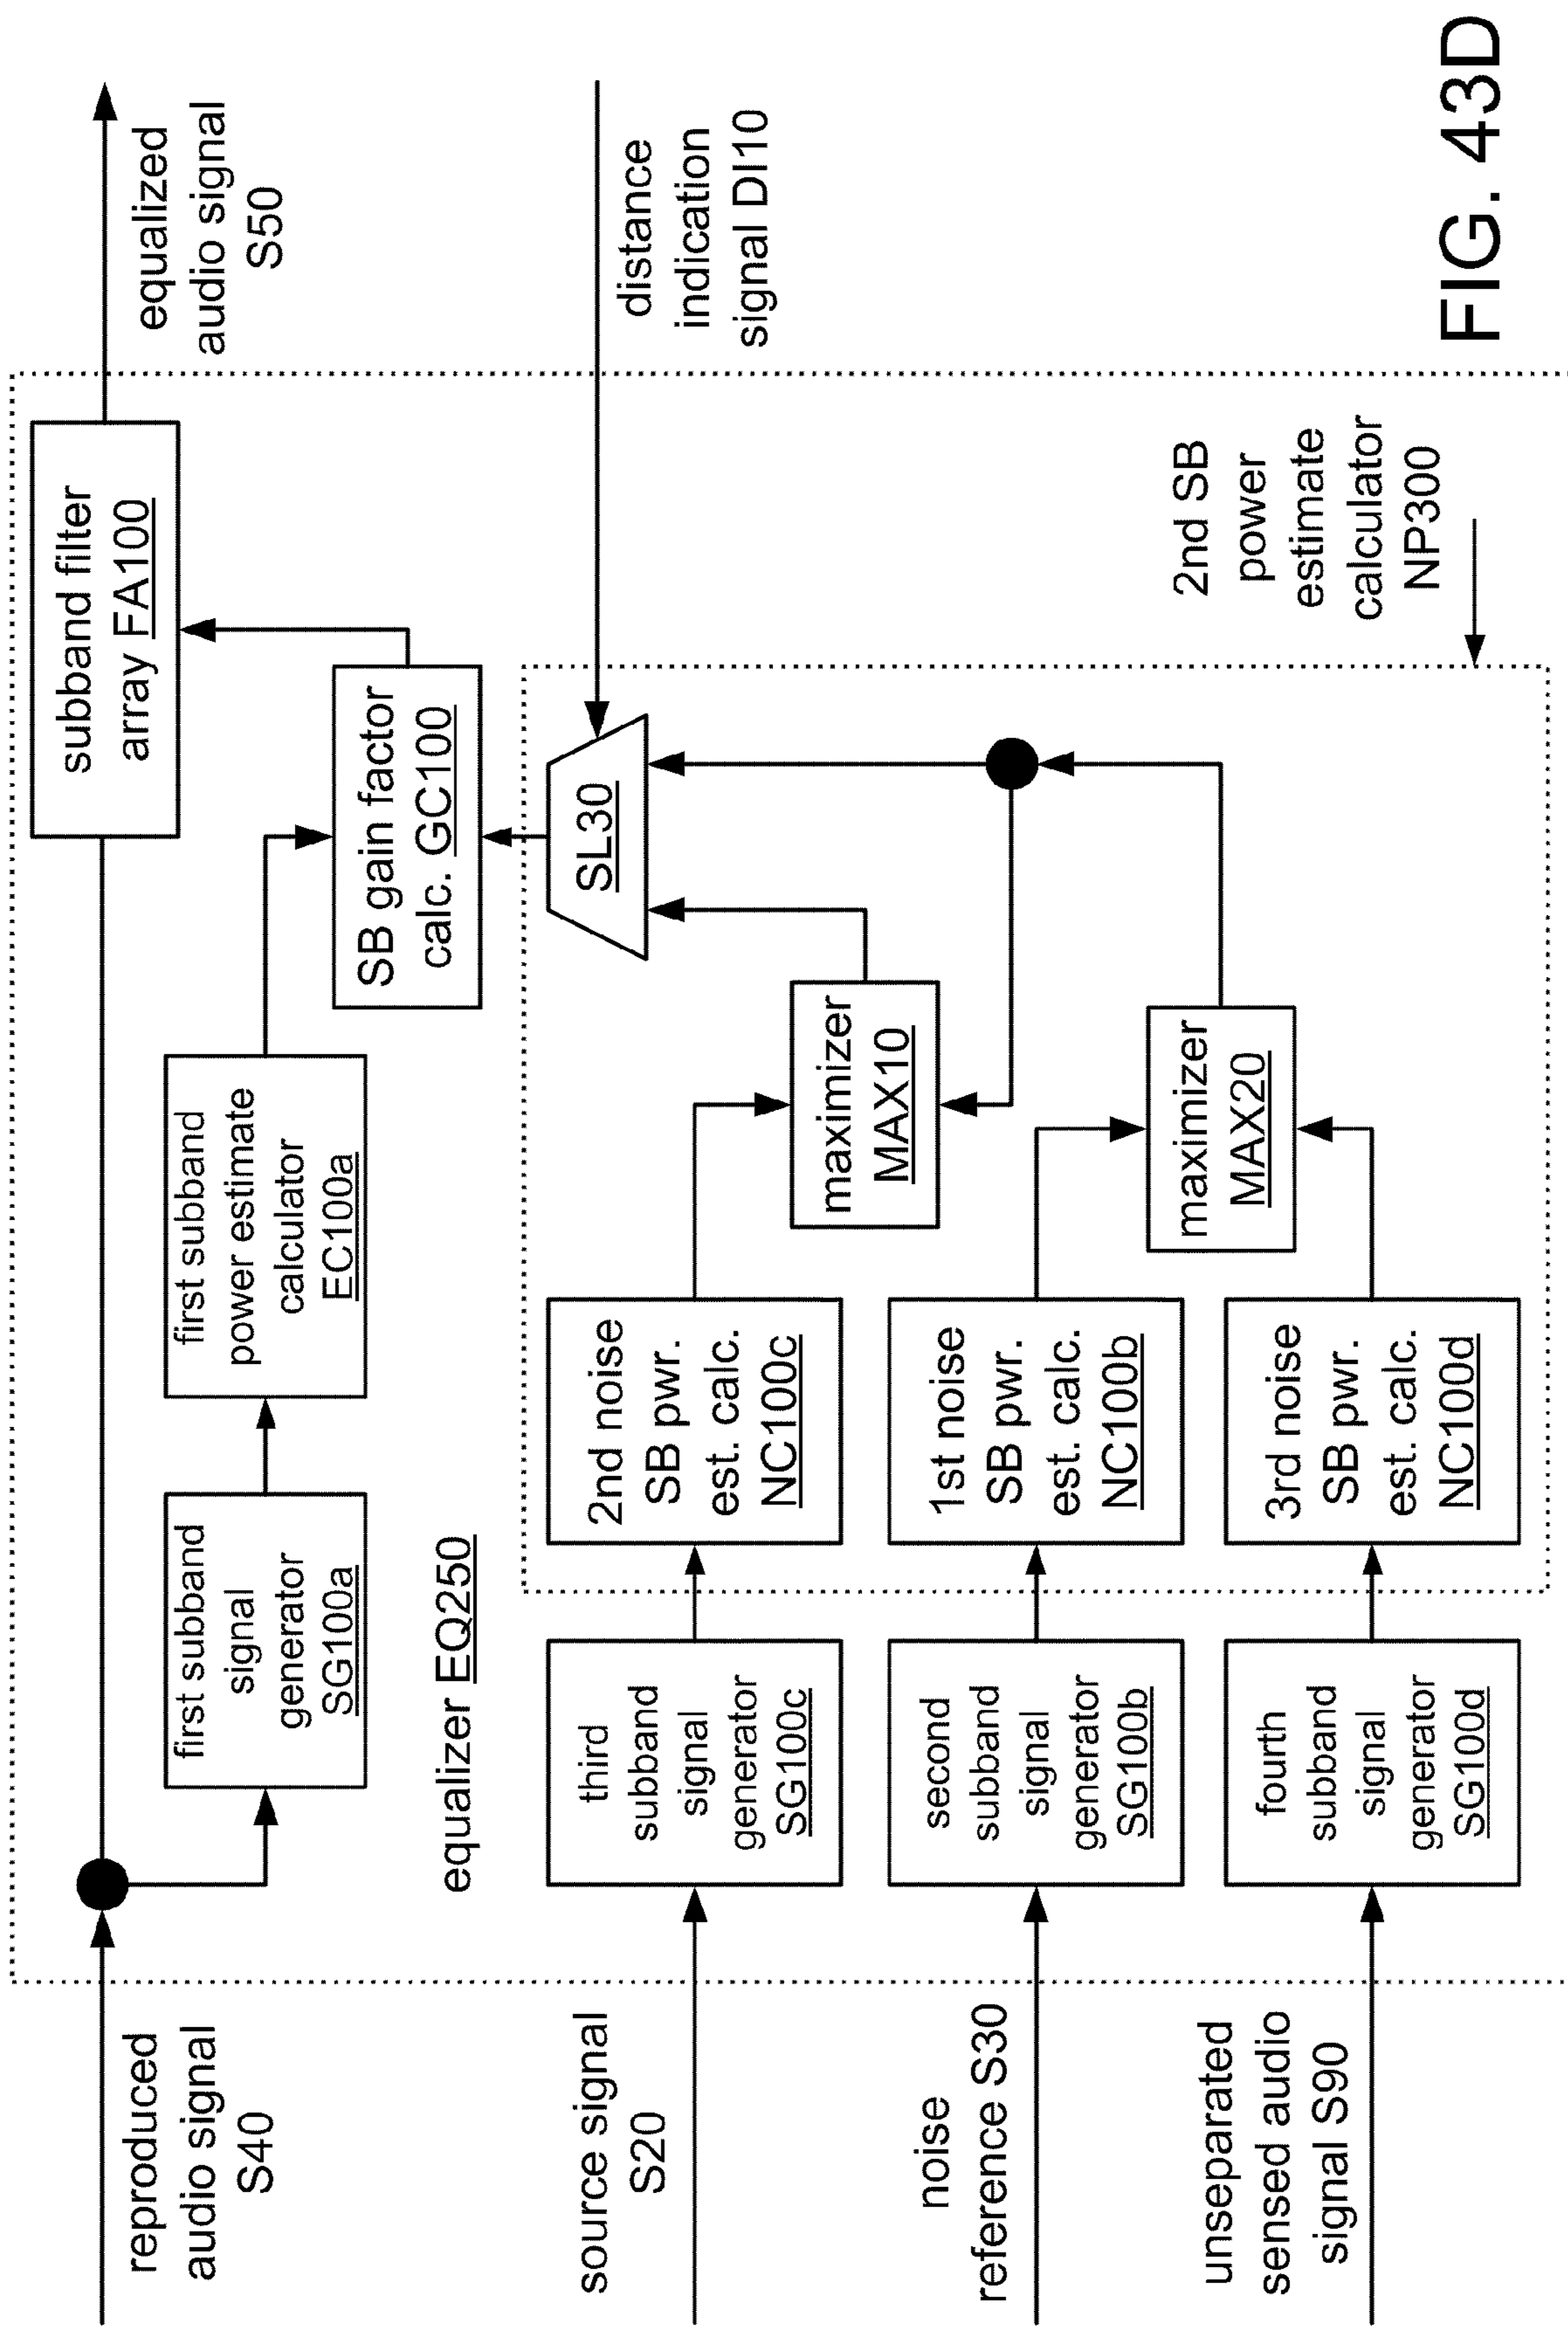 reproduced
audio signal
S40
equalized
audio signal
S50
subband filter
array FA100
first subband
signal
generator
SG100a
first subband
power estimate
calculator
EC100a
SB gain factor
calc. GC100
equalizer EQ250
distance
indication
signal DI10
SL30
source signal
S20
third
subband
signal
generator
SG100c
2nd noise
SB pwr.
est. calc.
NC100c
maximizer
MAX10
noise
reference S30
second
subband
signal
generator
SG100b
1st noise
SB pwr.
est. calc.
NC100b
maximizer
MAX20
unseparated
sensed audio
signal S90
fourth
subband
signal
generator
SG100d
3rd noise
SB pwr.
est. calc.
NC100d
2nd SB
power
estimate
calculator
NP300
FIG. 43D